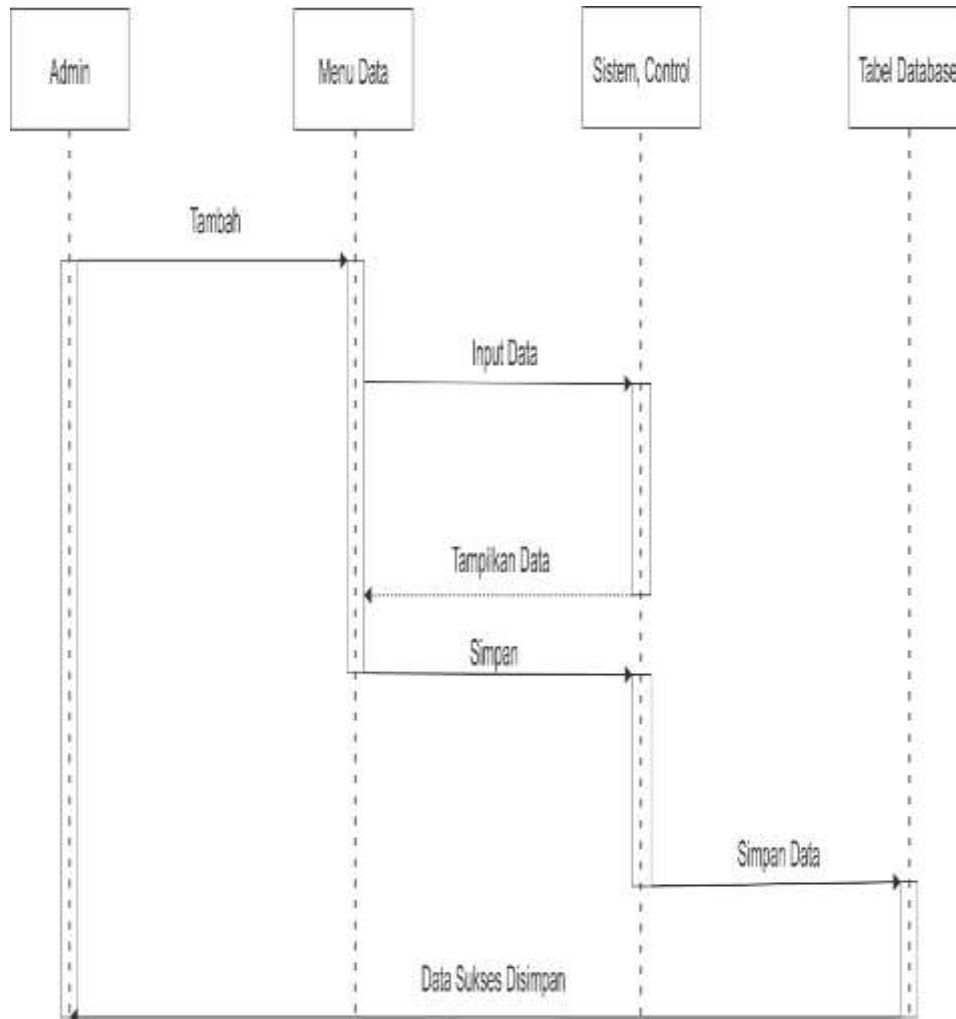 Admin
Menu Data
Sistem, Control
Tabel Database
Tambah
Input Data
Tampilkan Data
Simpan
Simpan Data
Data Sukses Disimpan